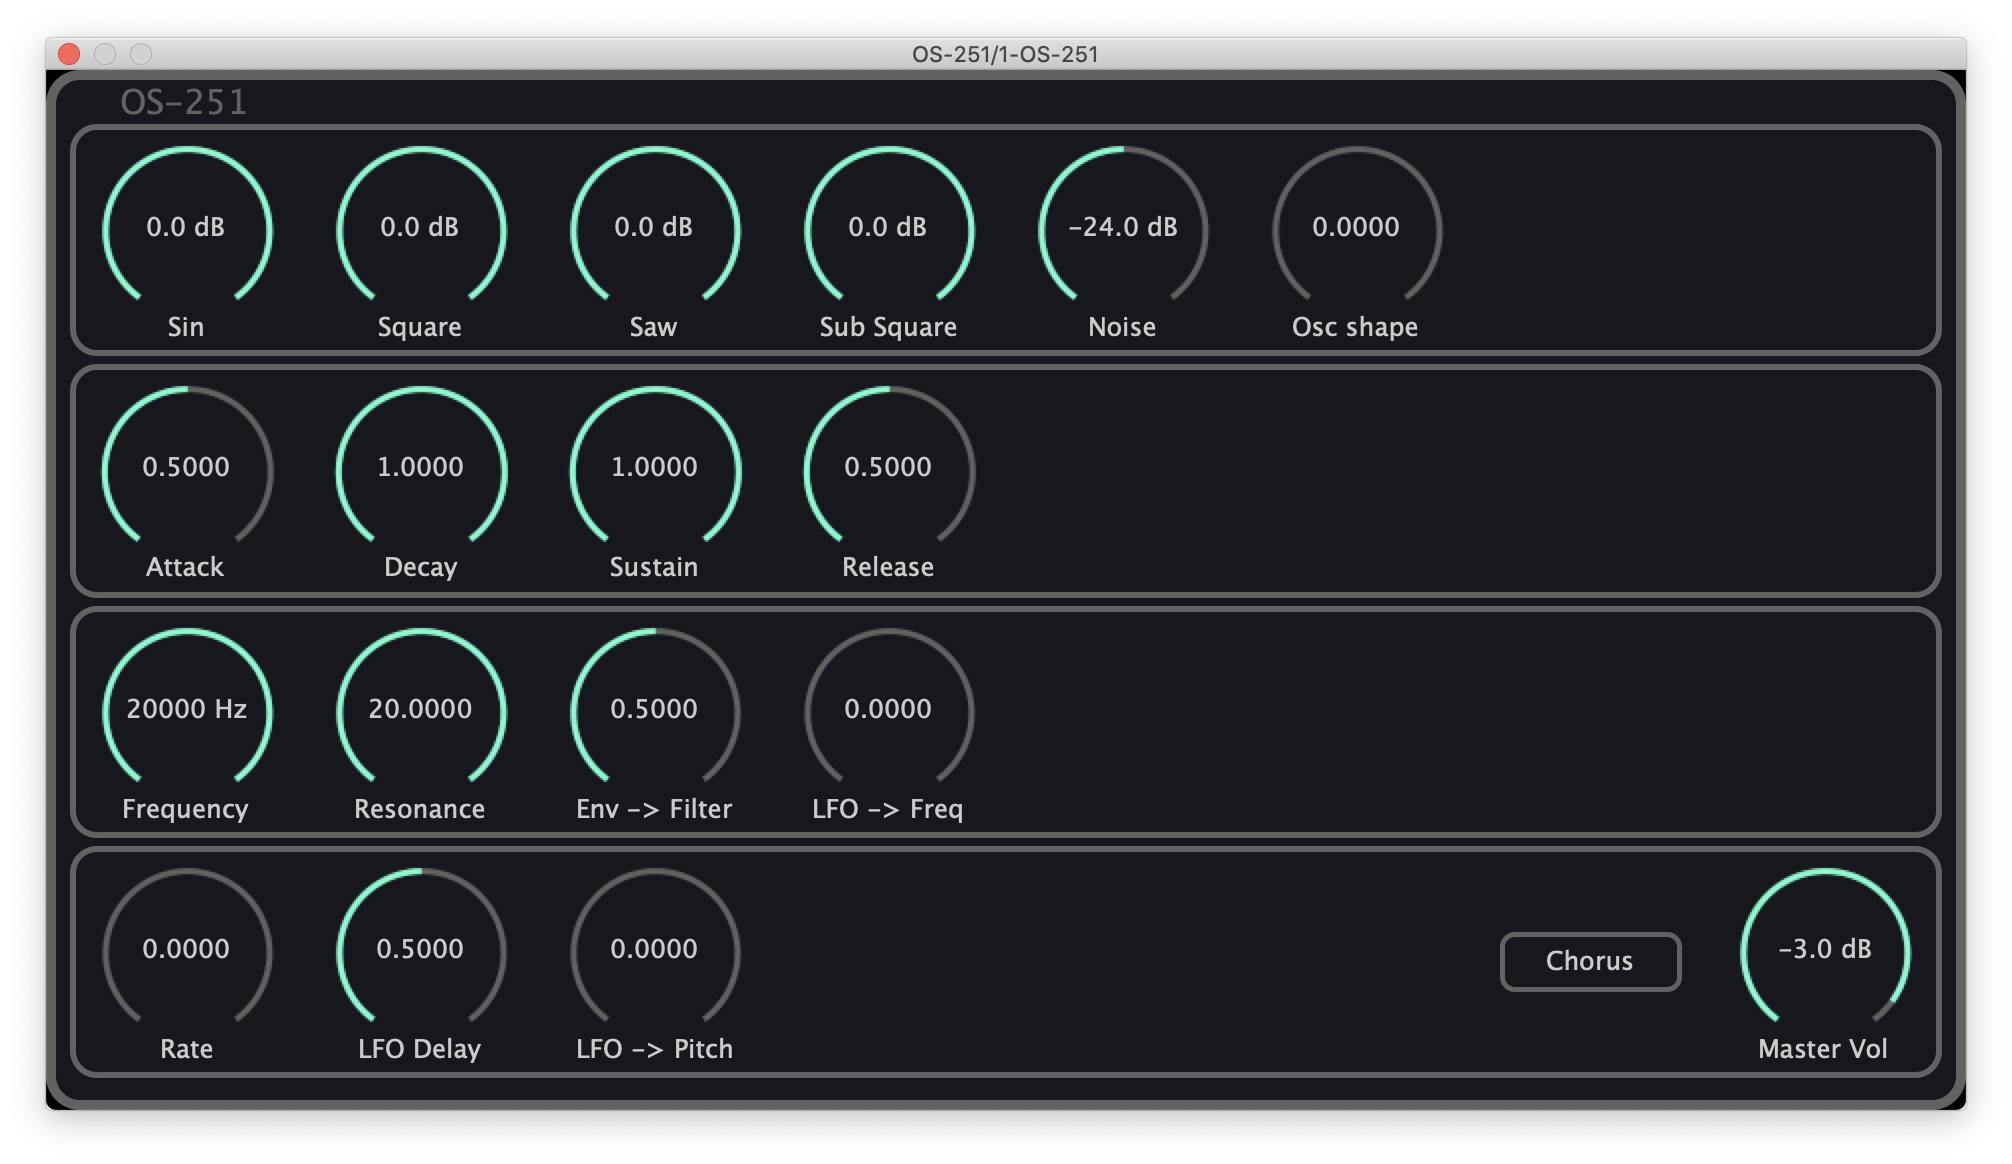 OS-251/1-OS-251
OS-251
0.0 dB 0.0 dB 0.0 dB 0.0 dB -24.0 dB 0.0000
Sin Square Saw Sub Square Noise Osc shape
0.5000 1.0000 1.0000 0.5000
Attack Decay Sustain Release
20000 Hz 20.0000 0.5000 0.0000
Frequency Resonance Env -> Filter LFO -> Freq
0.0000 0.5000 0.0000 Chorus -3.0 dB
Rate LFO Delay LFO -> Pitch Master Vol